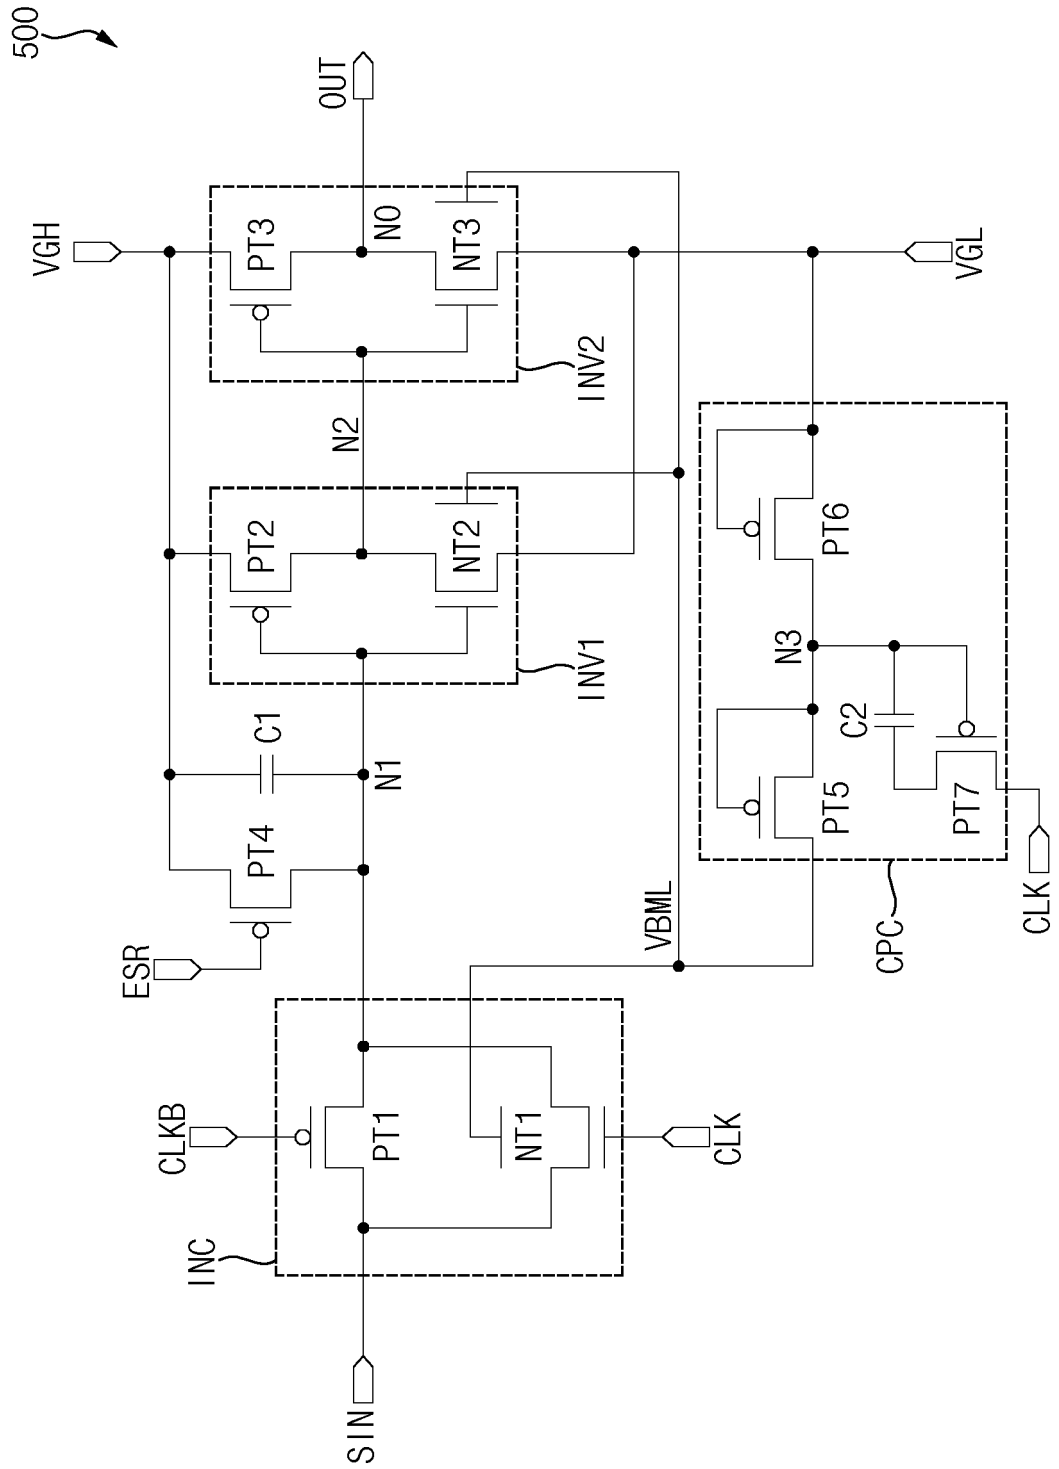 500
VGH
OUT
PT3
NO
NT3
VGL
INV2
N2
PT2
NT2
INV1
PT6
N3
C2
PT5
PT7
CLK
CPC
C1
N1
PT4
ESR
VBML
CLKB
PT1
NT1
CLK
INC
SIN